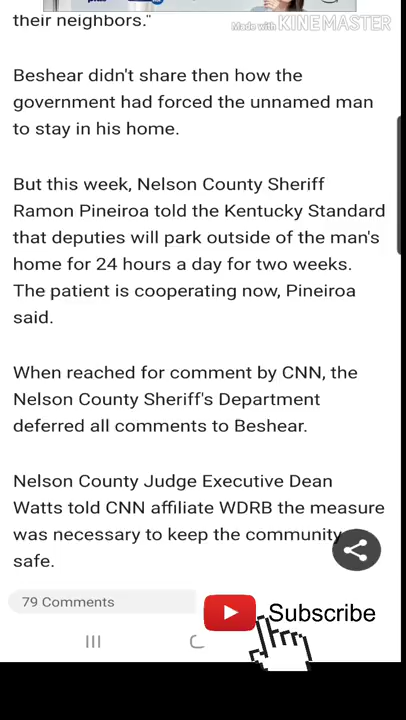 Made with KINEMASTER
their neighbors."
Beshear didn't share then how the
government had forced the unnamed man
to stay in his home.
But this week, Nelson County Sheriff
Ramon Pineiroa told the Kentucky Standard
that deputies will park outside of the man's
home for 24 hours a day for two weeks.
The patient is cooperating now, Pineiroa
said.
When reached for comment by CNN, the
Nelson County Sheriff's Department
deferred all comments to Beshear.
Nelson County Judge Executive Dean
Watts told CNN affiliate WDRB the measure
was necessary to keep the community
safe.
79 Comments
Subscribe